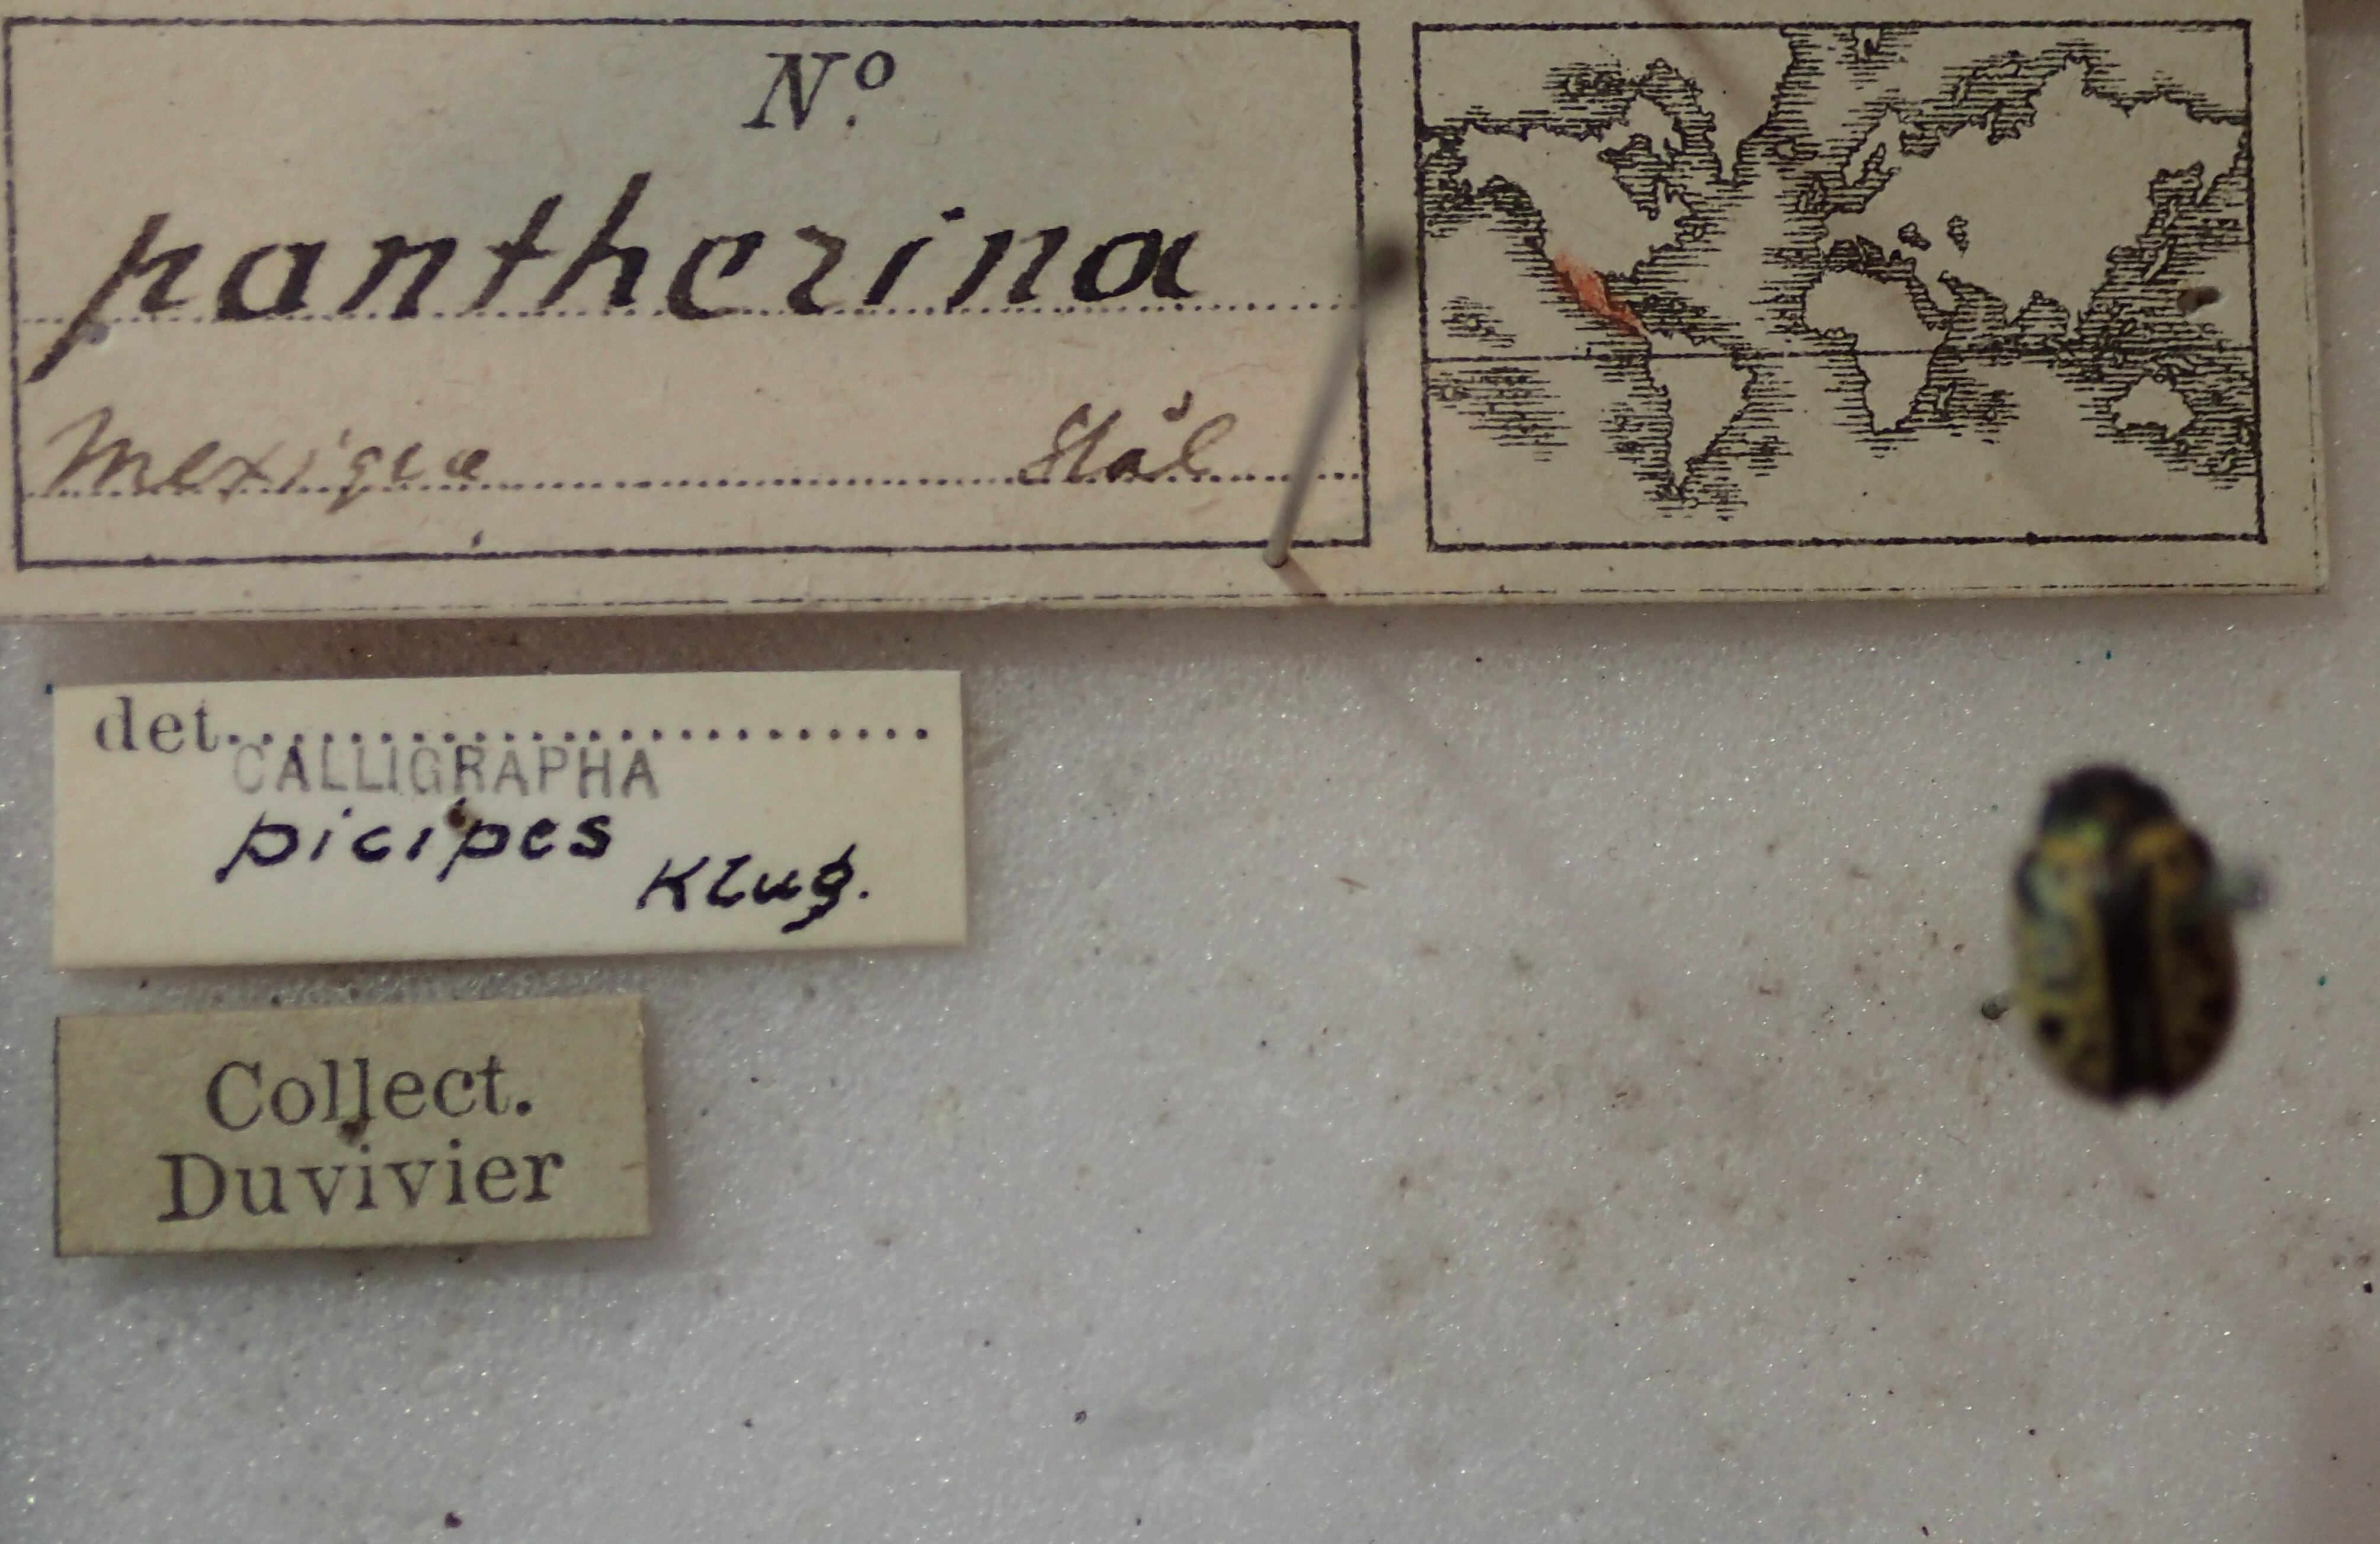 Nº
pantherina
Mexique Stål
det..........................
CALLIGRAPHA
picipes
Klug.
Collect.
Duvivier